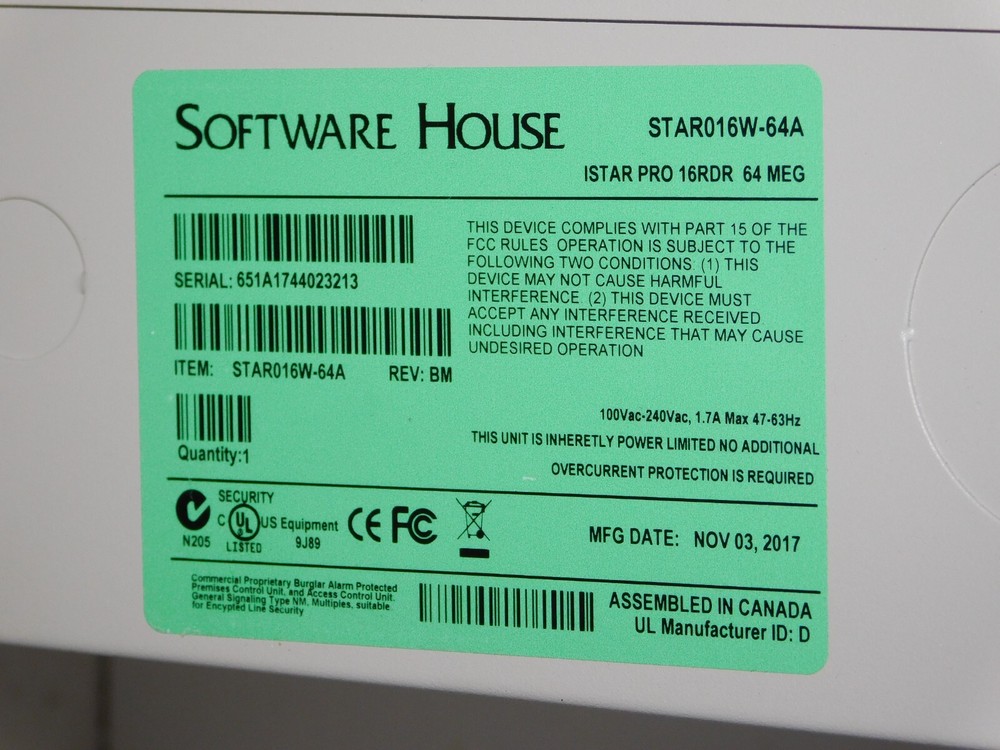 SOFTWARE HOUSE
STAR016W-64A
ISTAR PRO 16RDR 64 MEG
SERIAL: 651A1744023213
ITEM: STAR016W-64A REV: BM
Quantity:1
THIS DEVICE COMPLIES WITH PART 15 OF THE
FCC RULES OPERATION IS SUBJECT TO THE
FOLLOWING TWO CONDITIONS: (1) THIS
DEVICE MAY NOT CAUSE HARMFUL
INTERFERENCE. (2) THIS DEVICE MUST
ACCEPT ANY INTERFERENCE RECEIVED
INCLUDING INTERFERENCE THAT MAY CAUSE
UNDESIRED OPERATION
100Vac-240Vac, 1.7A Max 47-63Hz
THIS UNIT IS INHERETLY POWER LIMITED NO ADDITIONAL
OVERCURRENT PROTECTION IS REQUIRED
N205
SECURITY
C UL US Equipment
LISTED 9J89
CE FC
MFG DATE: NOV 03, 2017
Commercial Proprietary Burglar Alarm Protected
Premises Control Unit, and Access Control Unit.
General Signaling Type NM, Multiples, suitable
for Encypted Line Security
ASSEMBLED IN CANADA
UL Manufacturer ID: D